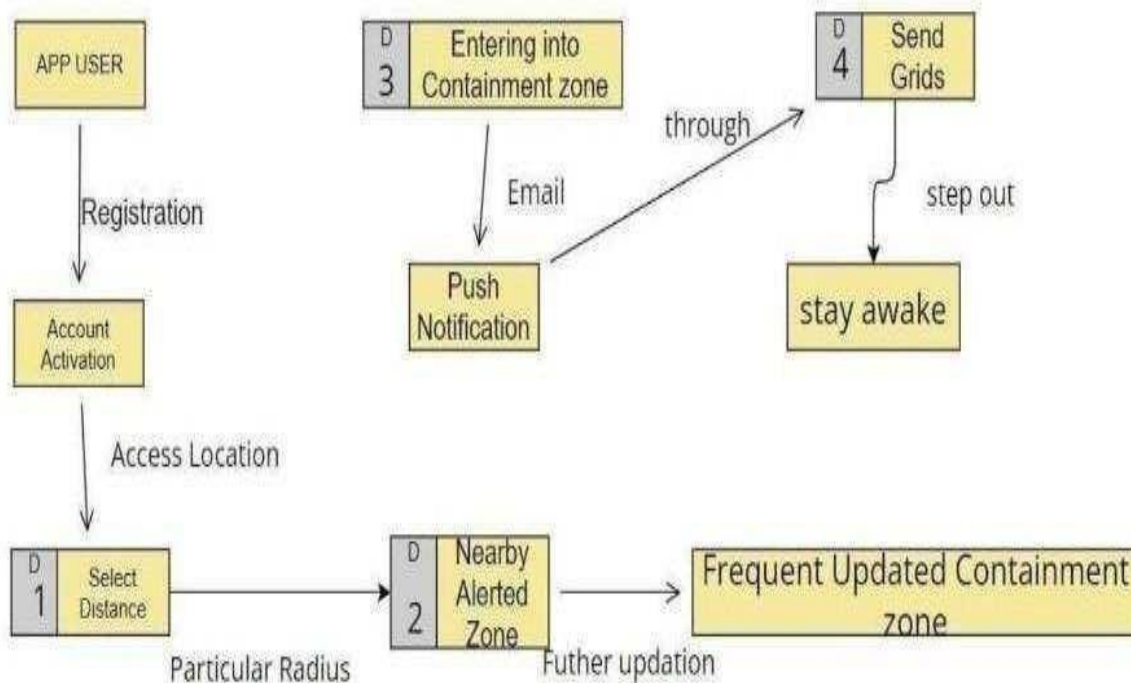 APP USER
D
3
Entering into
Containment zone
D
4
Send
Grids
through
Registration
Email
step out
Push
Notification
stay awake
Account
Activation
Access Location
D
1
Select
Distance
D
2
Nearby
Alerted
Zone
Frequent Updated Containment
zone
Particular Radius
Futher updation